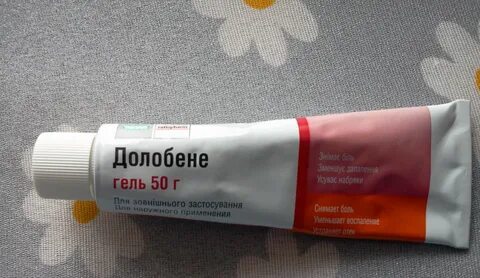 ratiopharm
Долобене
гель 50 г
Для зовнішнього застосування
Для наружного применения
Знімає біль
Зменшує запалення
Усуває набряки
Снимает боль
Уменьшает воспаление
Устраняет отек